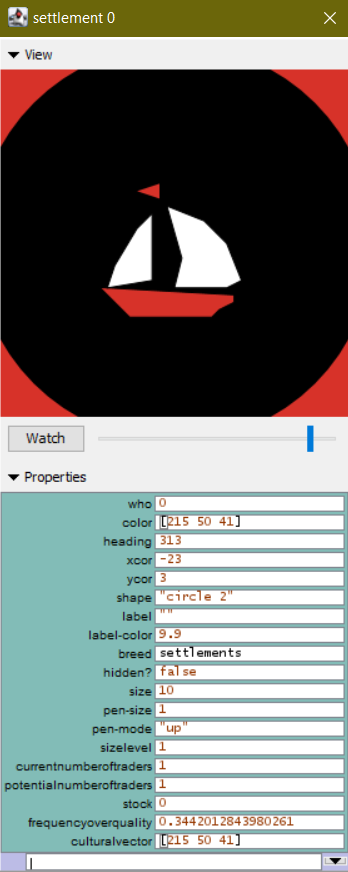 settlement 0
View
Watch
Properties
who 0
color [215 50 41]
heading 313
xcor -23
ycor 3
shape "circle 2"
label ""
label-color 9.9
breed settlements
hidden? false
size 10
pen-size 1
pen-mode "up"
sizelevel 1
currentnumberoftraders 1
potentialnumberoftraders 1
stock 0
frequencyoverquality 0.3442012843980261
culturalvector [215 50 41]